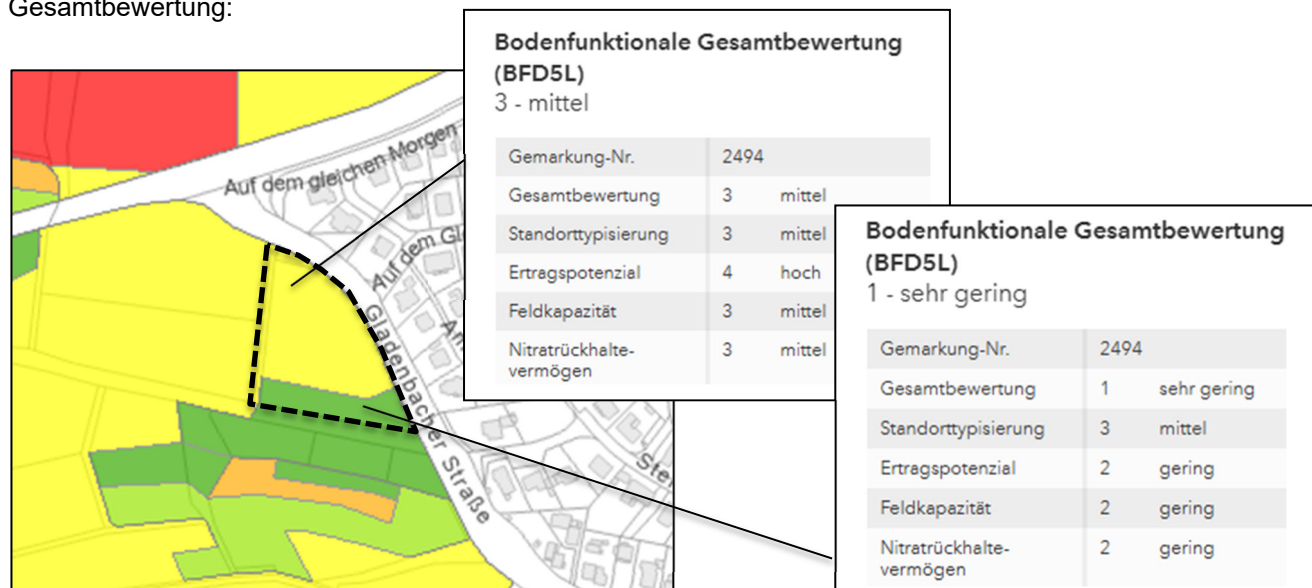 Gesamtbewertung:
Bodenfunktionale Gesamtbewertung
(BFD5L)
3 - mittel
Gemarkung-Nr. 2494
Gesamtbewertung 3 mittel
Standorttypisierung 3 mittel
Ertragspotenzial 4 hoch
Feldkapazität 3 mittel
Nitratrückhalte-
vermögen 3 mittel
Bodenfunktionale Gesamtbewertung
(BFD5L)
1 - sehr gering
Gemarkung-Nr. 2494
Gesamtbewertung 1 sehr gering
Standorttypisierung 3 mittel
Ertragspotenzial 2 gering
Feldkapazität 2 gering
Nitratrückhalte-
vermögen 2 gering
Auf dem gleichen Morgen
Auf dem Gl
Gladenbacher Straße
Ste